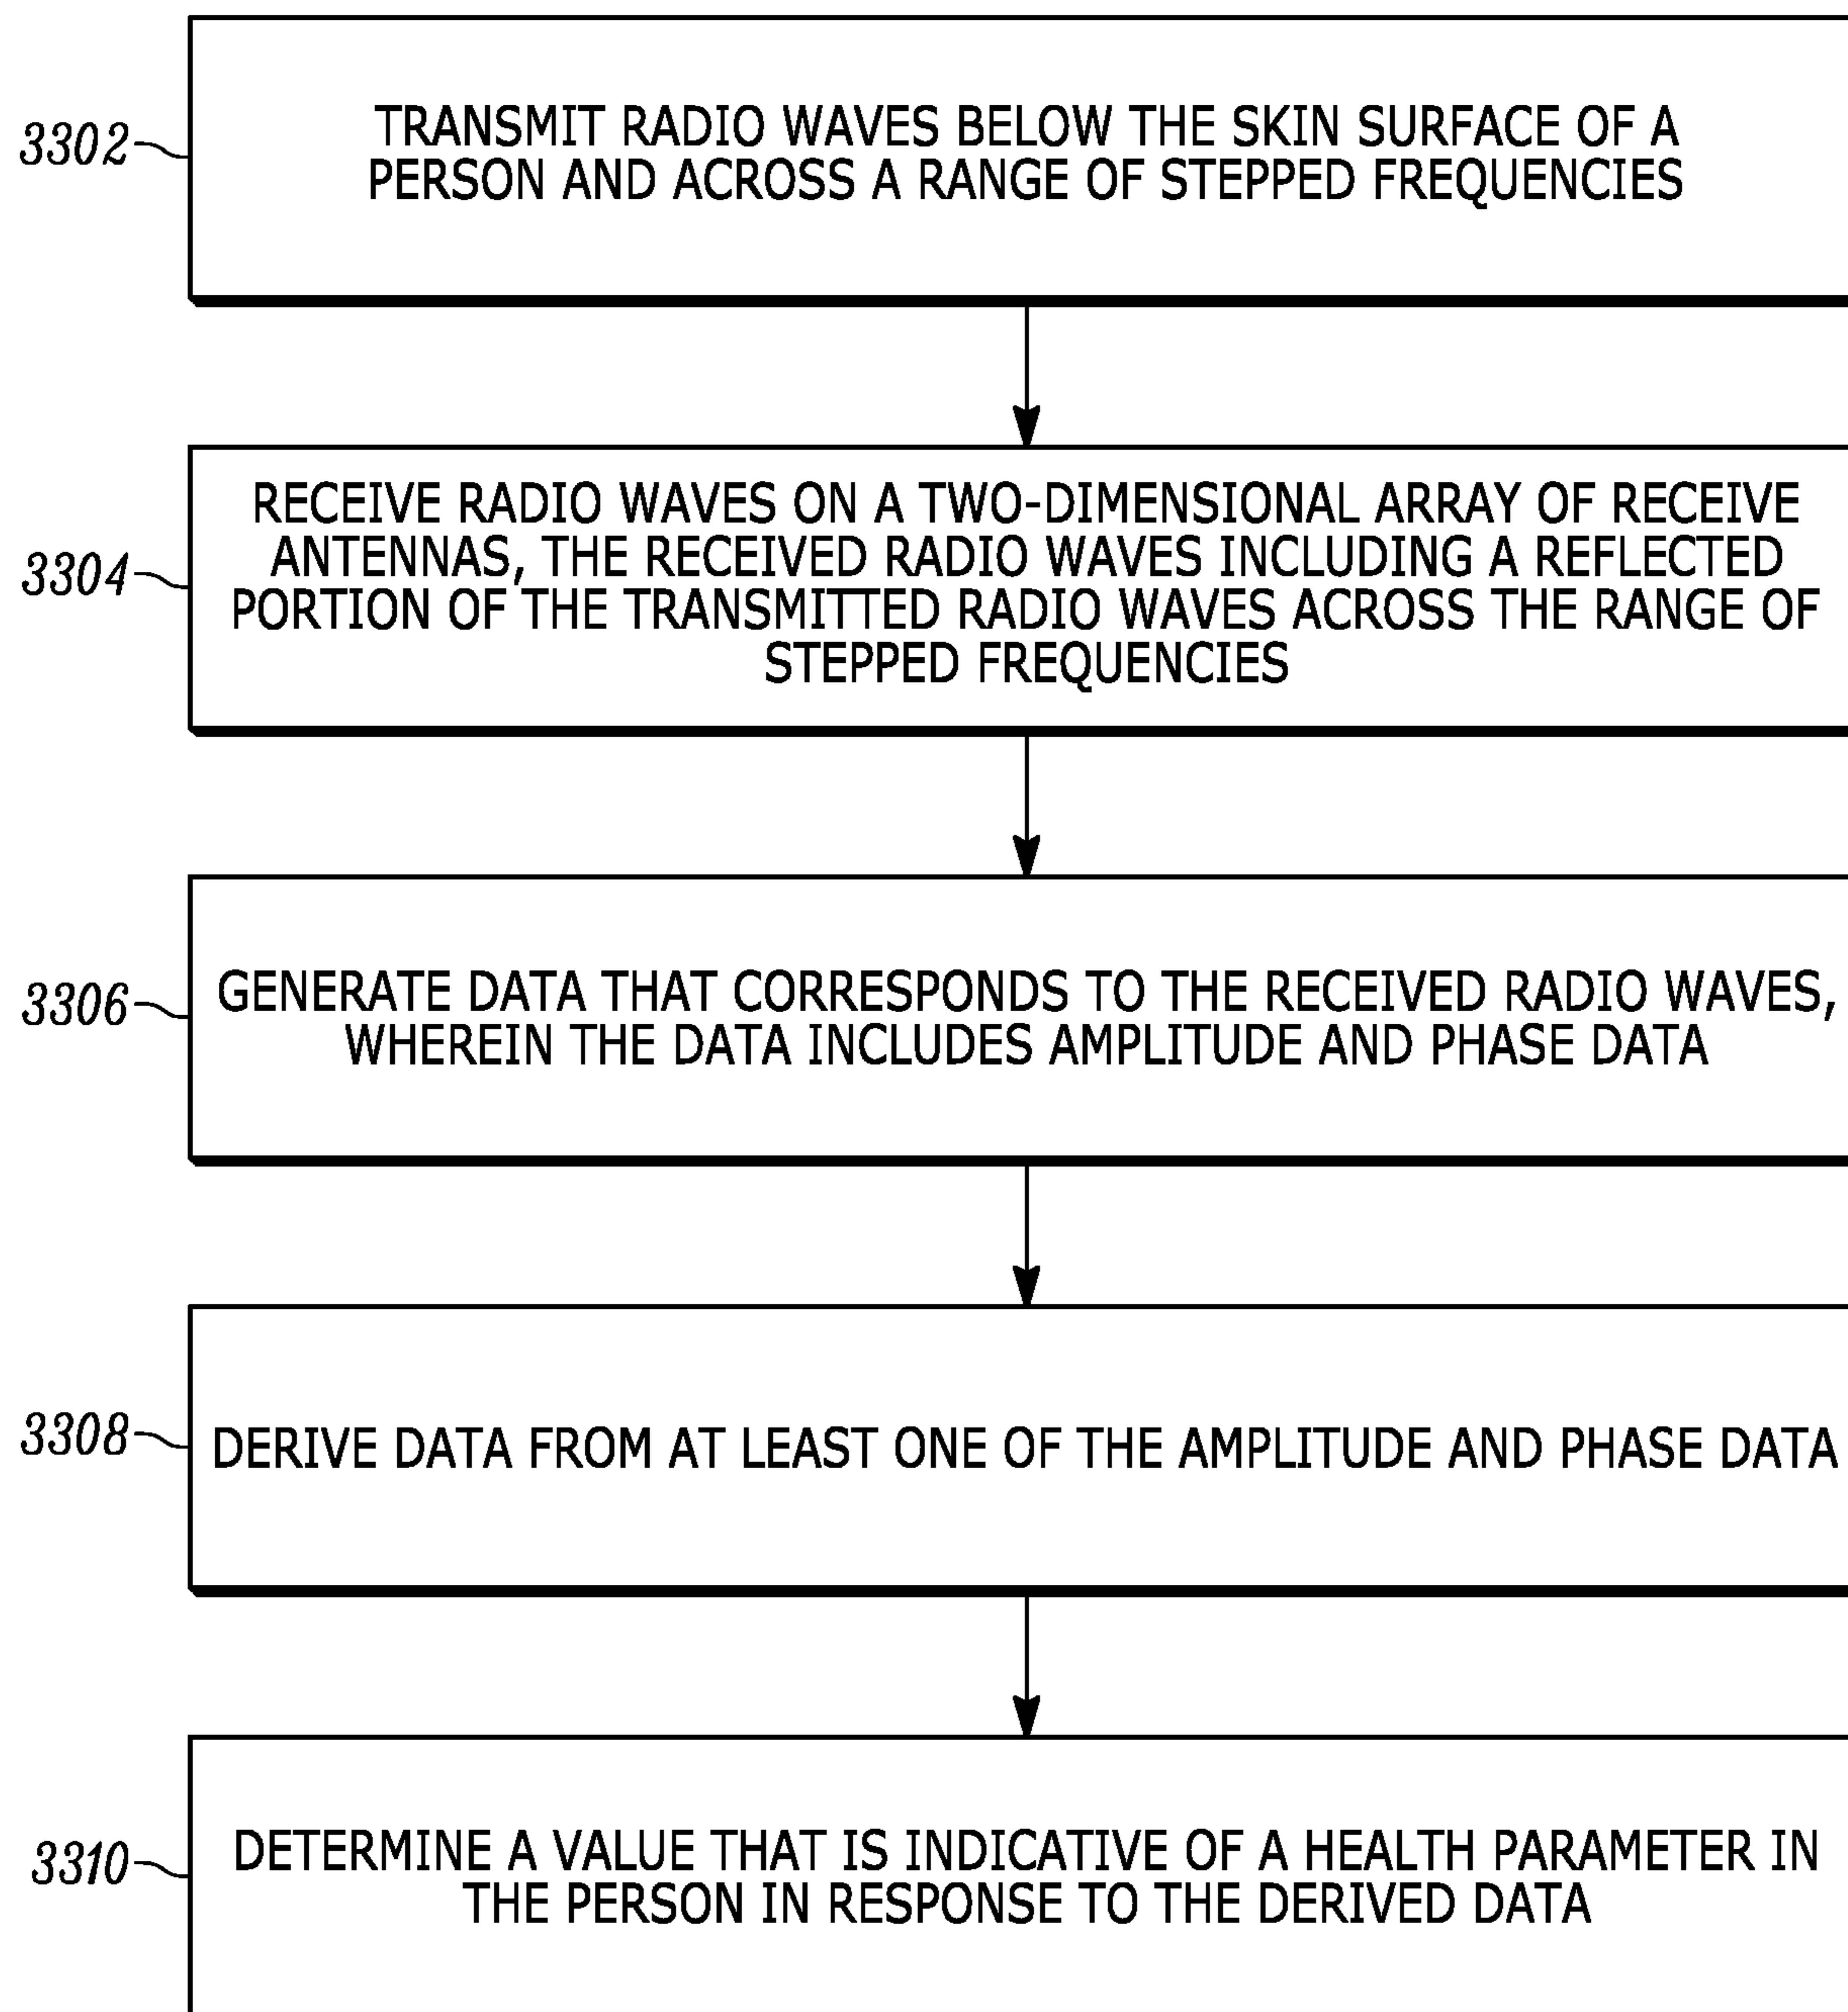 3302
TRANSMIT RADIO WAVES BELOW THE SKIN SURFACE OF A
PERSON AND ACROSS A RANGE OF STEPPED FREQUENCIES
3304
RECEIVE RADIO WAVES ON A TWO-DIMENSIONAL ARRAY OF RECEIVE
ANTENNAS, THE RECEIVED RADIO WAVES INCLUDING A REFLECTED
PORTION OF THE TRANSMITTED RADIO WAVES ACROSS THE RANGE OF
STEPPED FREQUENCIES
3306
GENERATE DATA THAT CORRESPONDS TO THE RECEIVED RADIO WAVES,
WHEREIN THE DATA INCLUDES AMPLITUDE AND PHASE DATA
3308
DERIVE DATA FROM AT LEAST ONE OF THE AMPLITUDE AND PHASE DATA
3310
DETERMINE A VALUE THAT IS INDICATIVE OF A HEALTH PARAMETER IN
THE PERSON IN RESPONSE TO THE DERIVED DATA